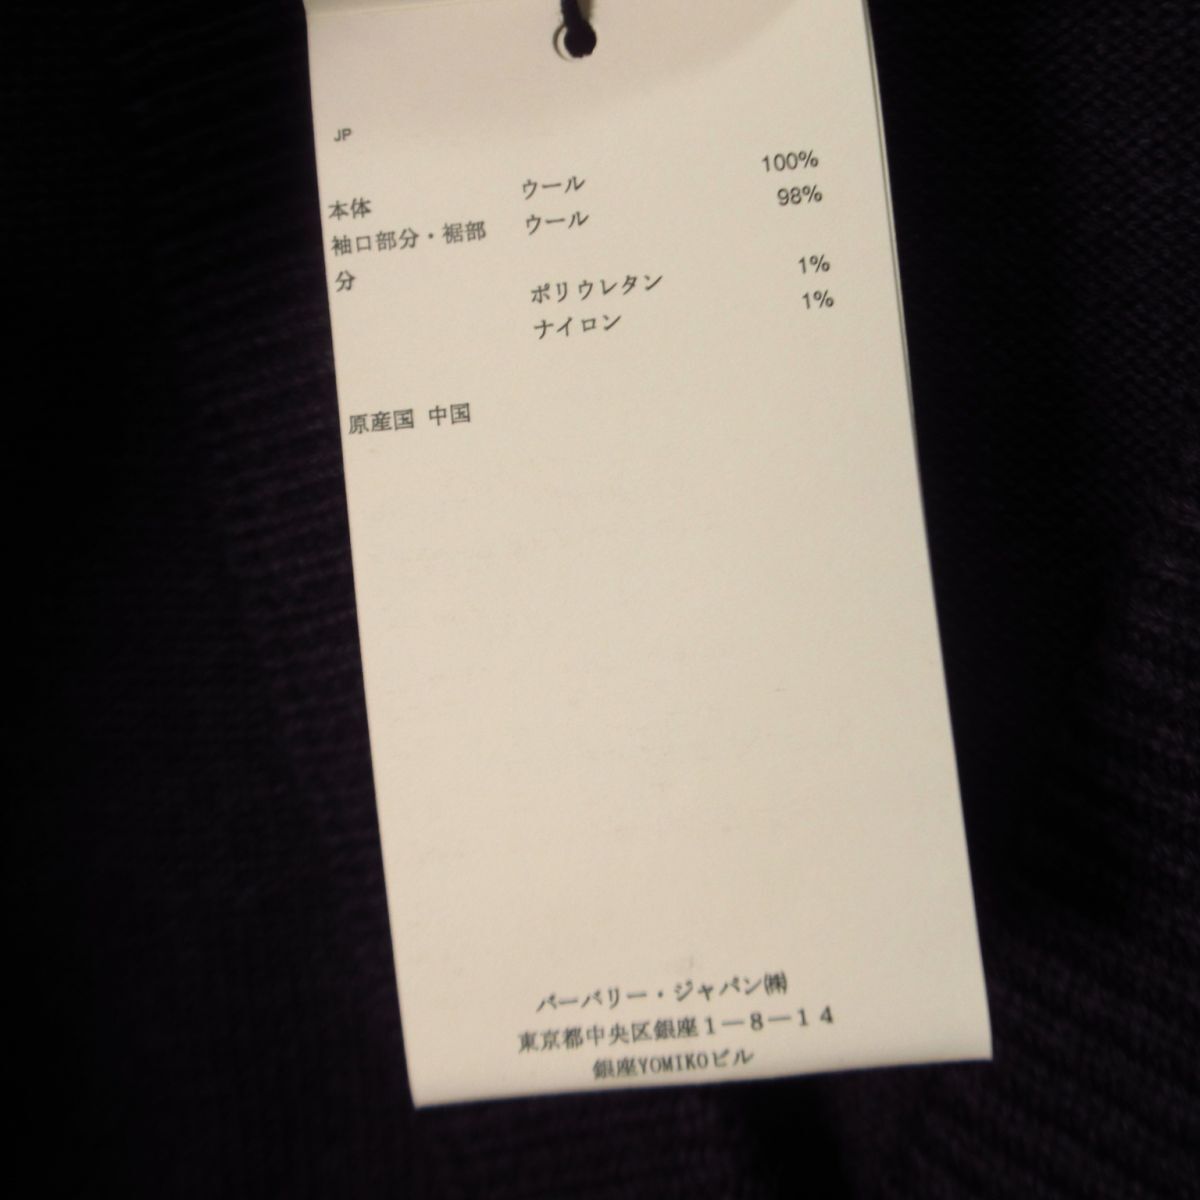 JP
本体 ウール 100%
袖口部分・裾部 ウール 98%
分
ポリウレタン 1%
ナイロン 1%
原産国 中国
バーバリー・ジャパン㈱
東京都中央区銀座１－８－１４
銀座YOMIKOビル